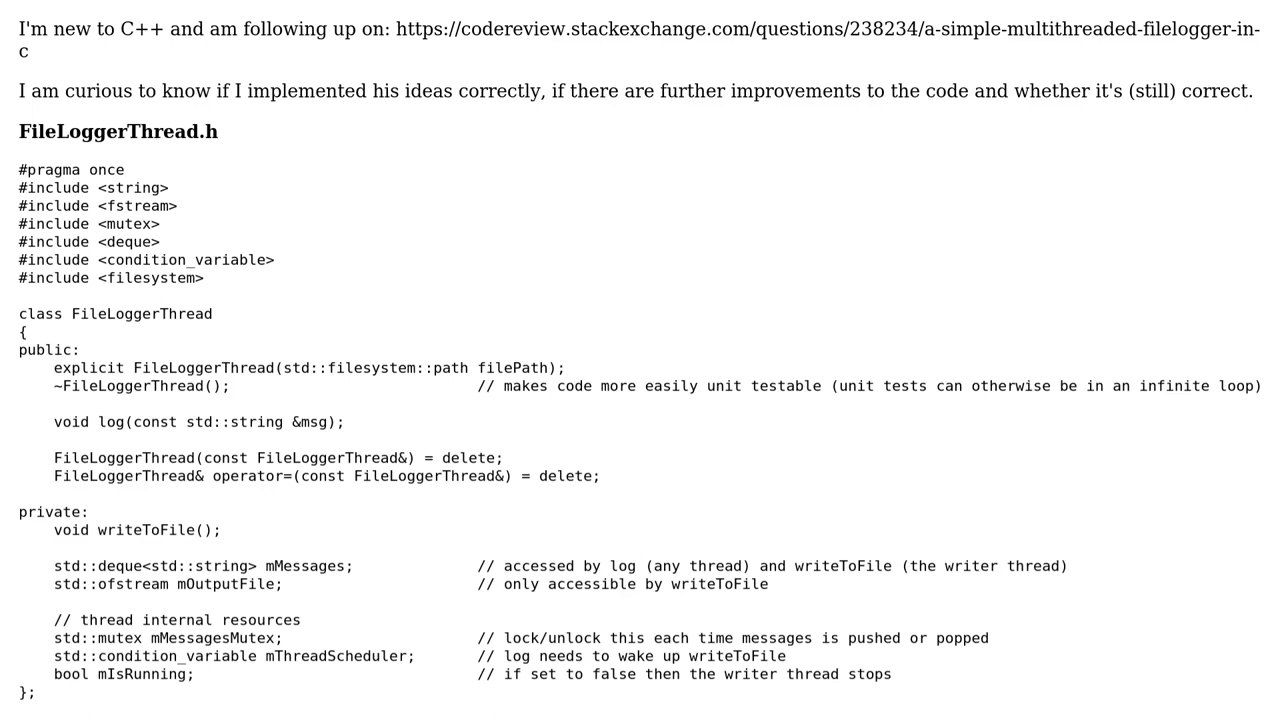 I'm new to C++ and am following up on: https://codereview.stackexchange.com/questions/238234/a-simple-multithreaded-filelogger-in-
c
I am curious to know if I implemented his ideas correctly, if there are further improvements to the code and whether it's (still) correct.
FileLoggerThread.h
#pragma once
#include <string>
#include <fstream>
#include <mutex>
#include <deque>
#include <condition_variable>
#include <filesystem>
class FileLoggerThread
{
public:
    explicit FileLoggerThread(std::filesystem::path filePath);
    ~FileLoggerThread();                            // makes code more easily unit testable (unit tests can otherwise be in an infinite loop)
    void log(const std::string &msg);
    FileLoggerThread(const FileLoggerThread&) = delete;
    FileLoggerThread& operator=(const FileLoggerThread&) = delete;
private:
    void writeToFile();
    std::deque<std::string> mMessages;              // accessed by log (any thread) and writeToFile (the writer thread)
    std::ofstream mOutputFile;                      // only accessible by writeToFile
    // thread internal resources
    std::mutex mMessagesMutex;                      // lock/unlock this each time messages is pushed or popped
    std::condition_variable mThreadScheduler;       // log needs to wake up writeToFile
    bool mIsRunning;                                // if set to false then the writer thread stops
};